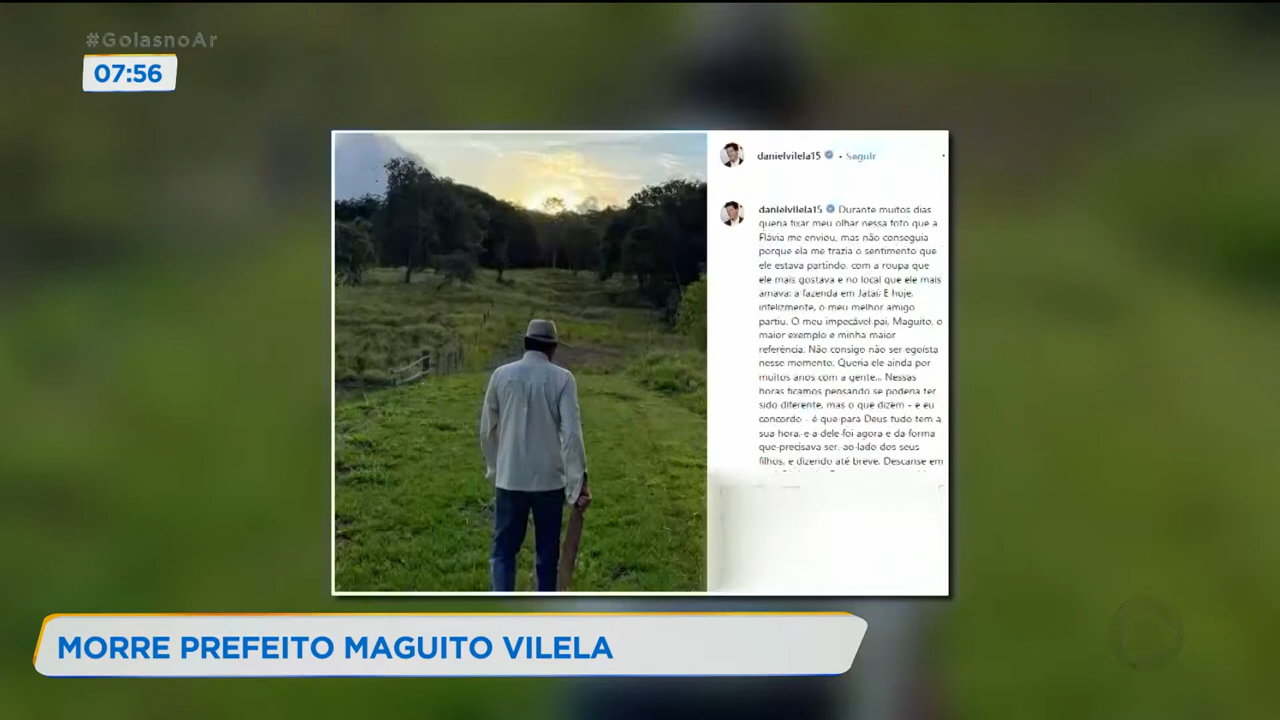 #GoiásnoAr
07:56
danielvilela15 • Seguir
danielvilela15 Durante muitos dias
queria fixar meu olhar nessa foto que a
Flávia me enviou, mas não conseguia
porque ela me trazia o sentimento que
ele estava partindo, com a roupa que
ele mais gostava e no local que ele mais
amava: a fazenda em Jataí. E hoje,
infelizmente, o meu melhor amigo
partiu. O meu impecável pai, Maguito, o
maior exemplo e minha maior
referência. Não consigo não ser egoísta
nesse momento. Queria ele ainda por
muitos anos com a gente... Nessas
horas ficamos pensando se poderia ter
sido diferente, mas o que dizem - e eu
concordo - é que para Deus tudo tem a
sua hora, e a dele foi agora e da forma
que precisava ser, ao lado dos seus
filhos, e dizendo até breve. Descanse em
MORRE PREFEITO MAGUITO VILELA